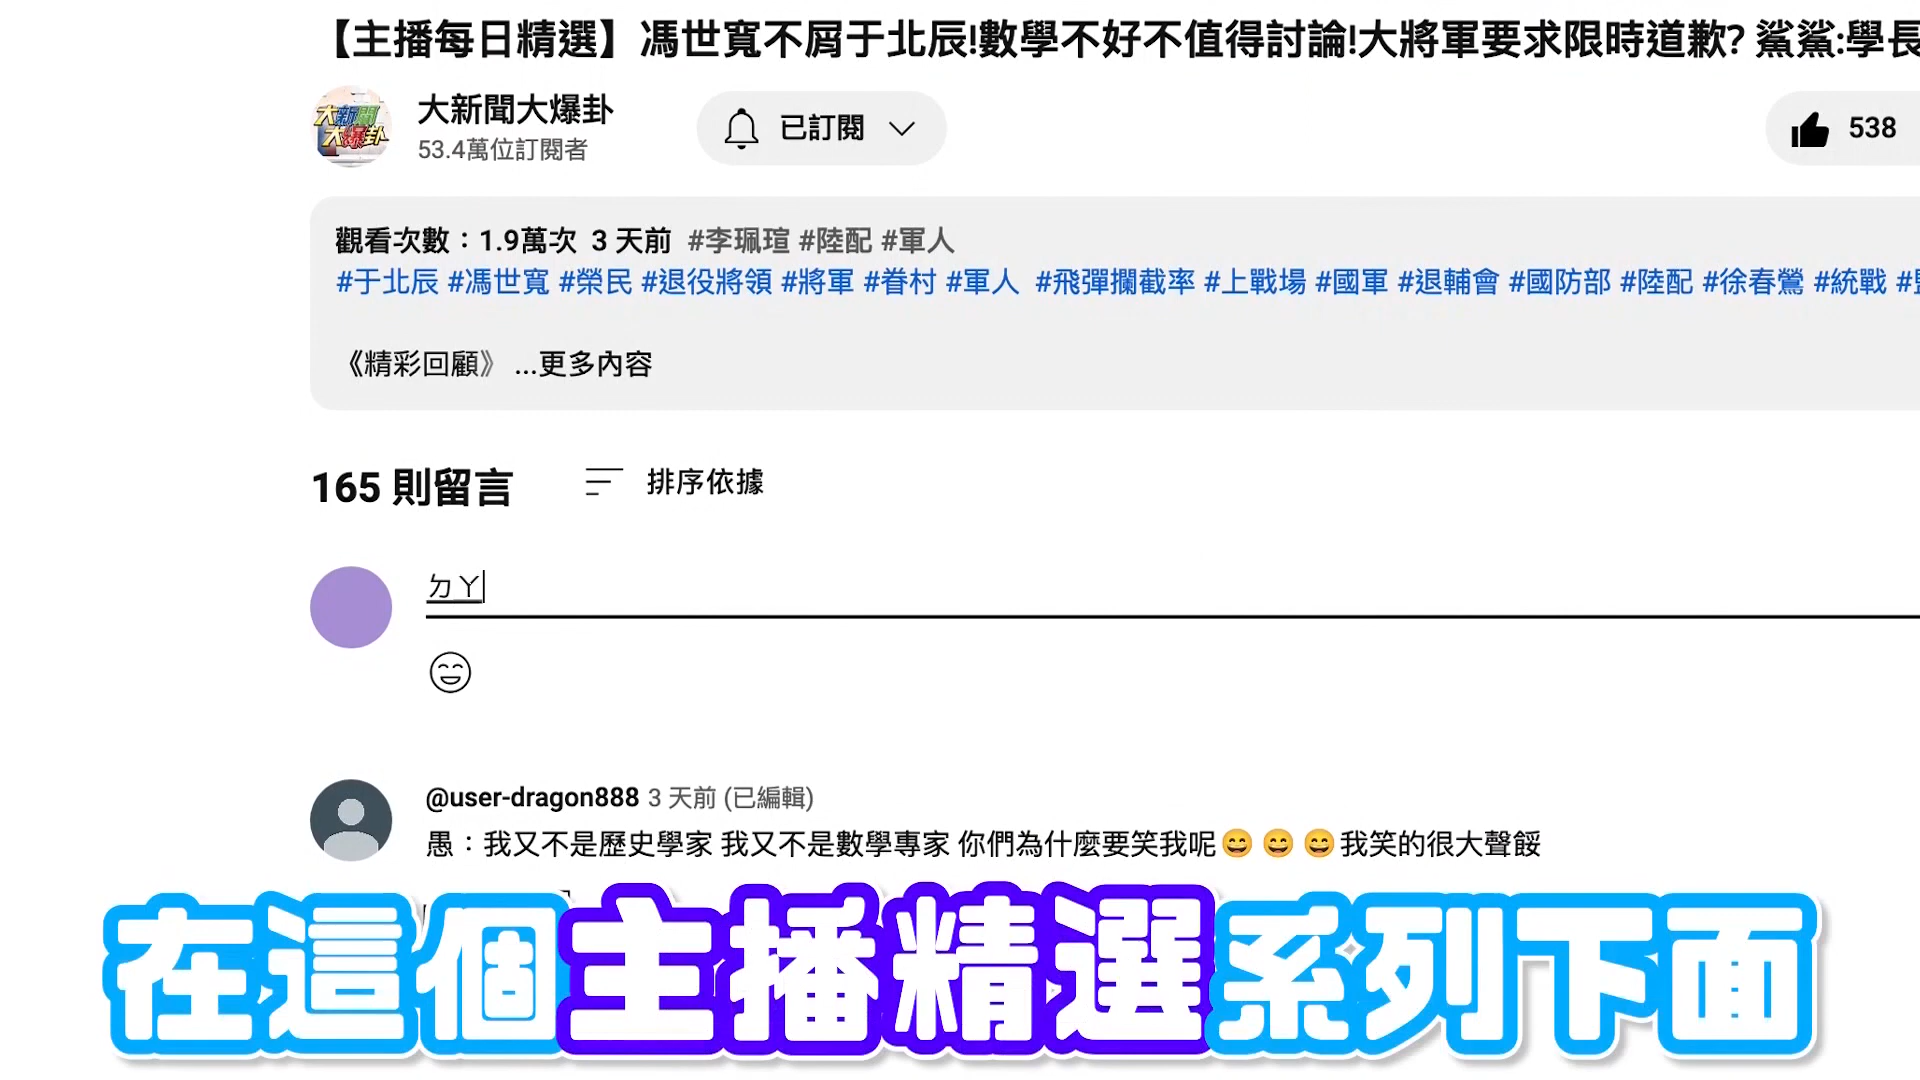 【主播每日精選】馮世寬不屑于北辰!數學不好不值得討論!大將軍要求限時道歉? 鯊鯊:學長
大新聞大爆卦
大新聞大爆卦
53.4萬位訂閱者
已訂閱
538
觀看次數：1.9萬次 3 天前 #李珮瑄 #陸配 #軍人
#于北辰 #馮世寬 #榮民 #退役將領 #將軍 #眷村 #軍人 #飛彈攔截率 #上戰場 #國軍 #退輔會 #國防部 #陸配 #徐春鶯 #統戰
《精彩回顧》 ...更多內容
165 則留言
排序依據
ㄉㄚ
@user-dragon888 3 天前 (已編輯)
愚：我又不是歷史學家 我又不是數學專家 你們為什麼要笑我呢😄 😄 😄我笑的很大聲餒
在這個主播精選系列下面